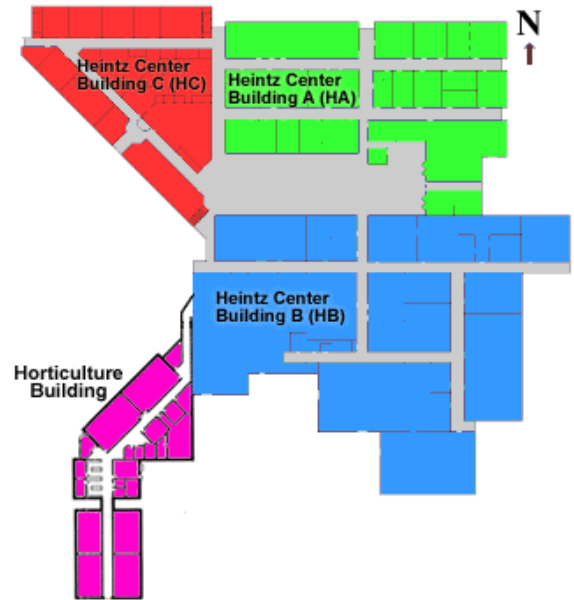 N
Heintz Center
Building C (HC)
Heintz Center
Building A (HA)
Heintz Center
Building B (HB)
Horticulture
Building